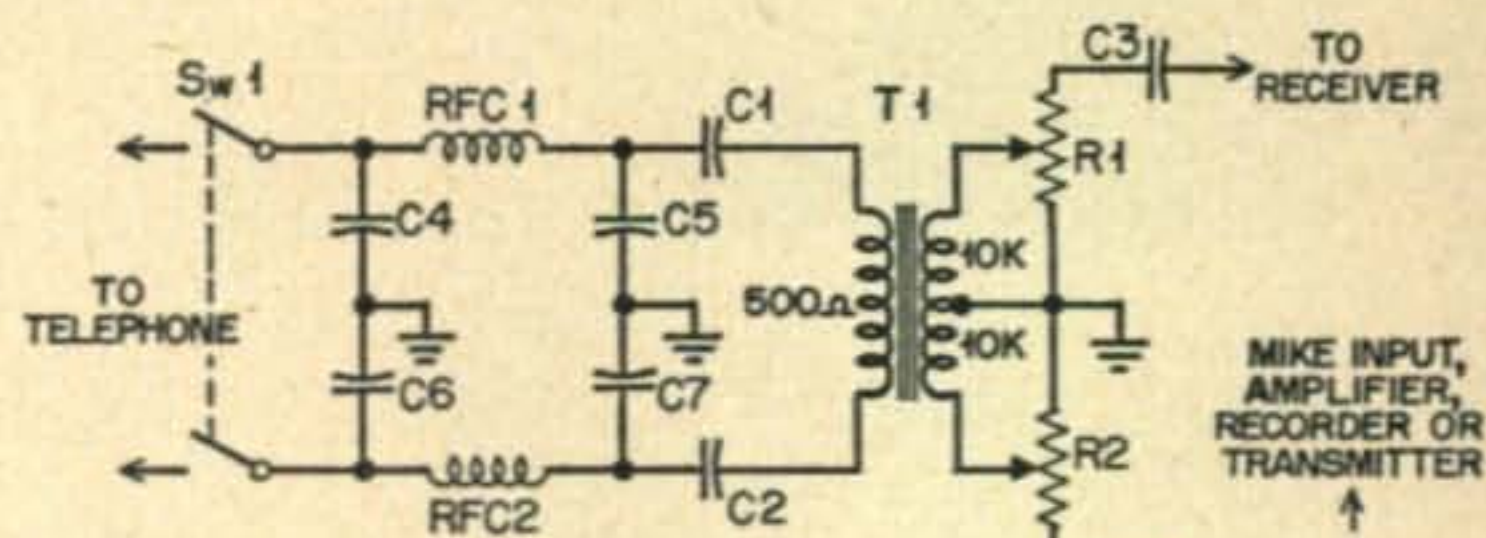 Sw 1
RFC 1
C1
T1
C3
TO
RECEIVER
R1
C4
C5
10K
TO
TELEPHONE
500Ω
10K
C6
C7
MIKE INPUT,
AMPLIFIER,
RECORDER OR
TRANSMITTER
RFC2
C2
R2